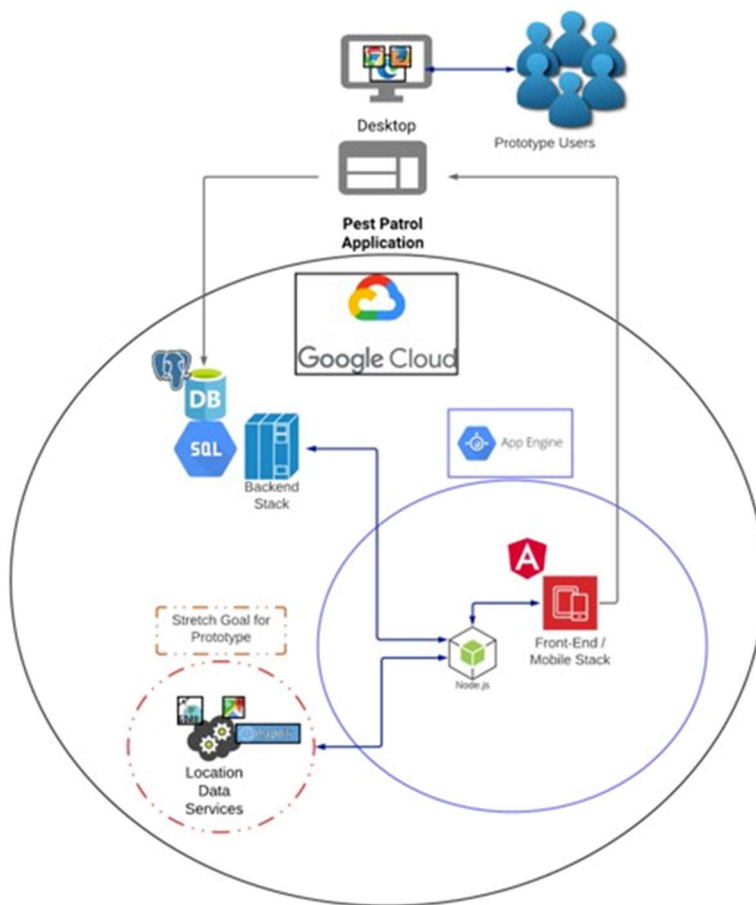 Desktop
Prototype Users
Pest Patrol
Application
Google Cloud
DB
SQL
Backend
Stack
App Engine
Front-End /
Mobile Stack
Node.js
Stretch Goal for
Prototype
Location
Data
Services